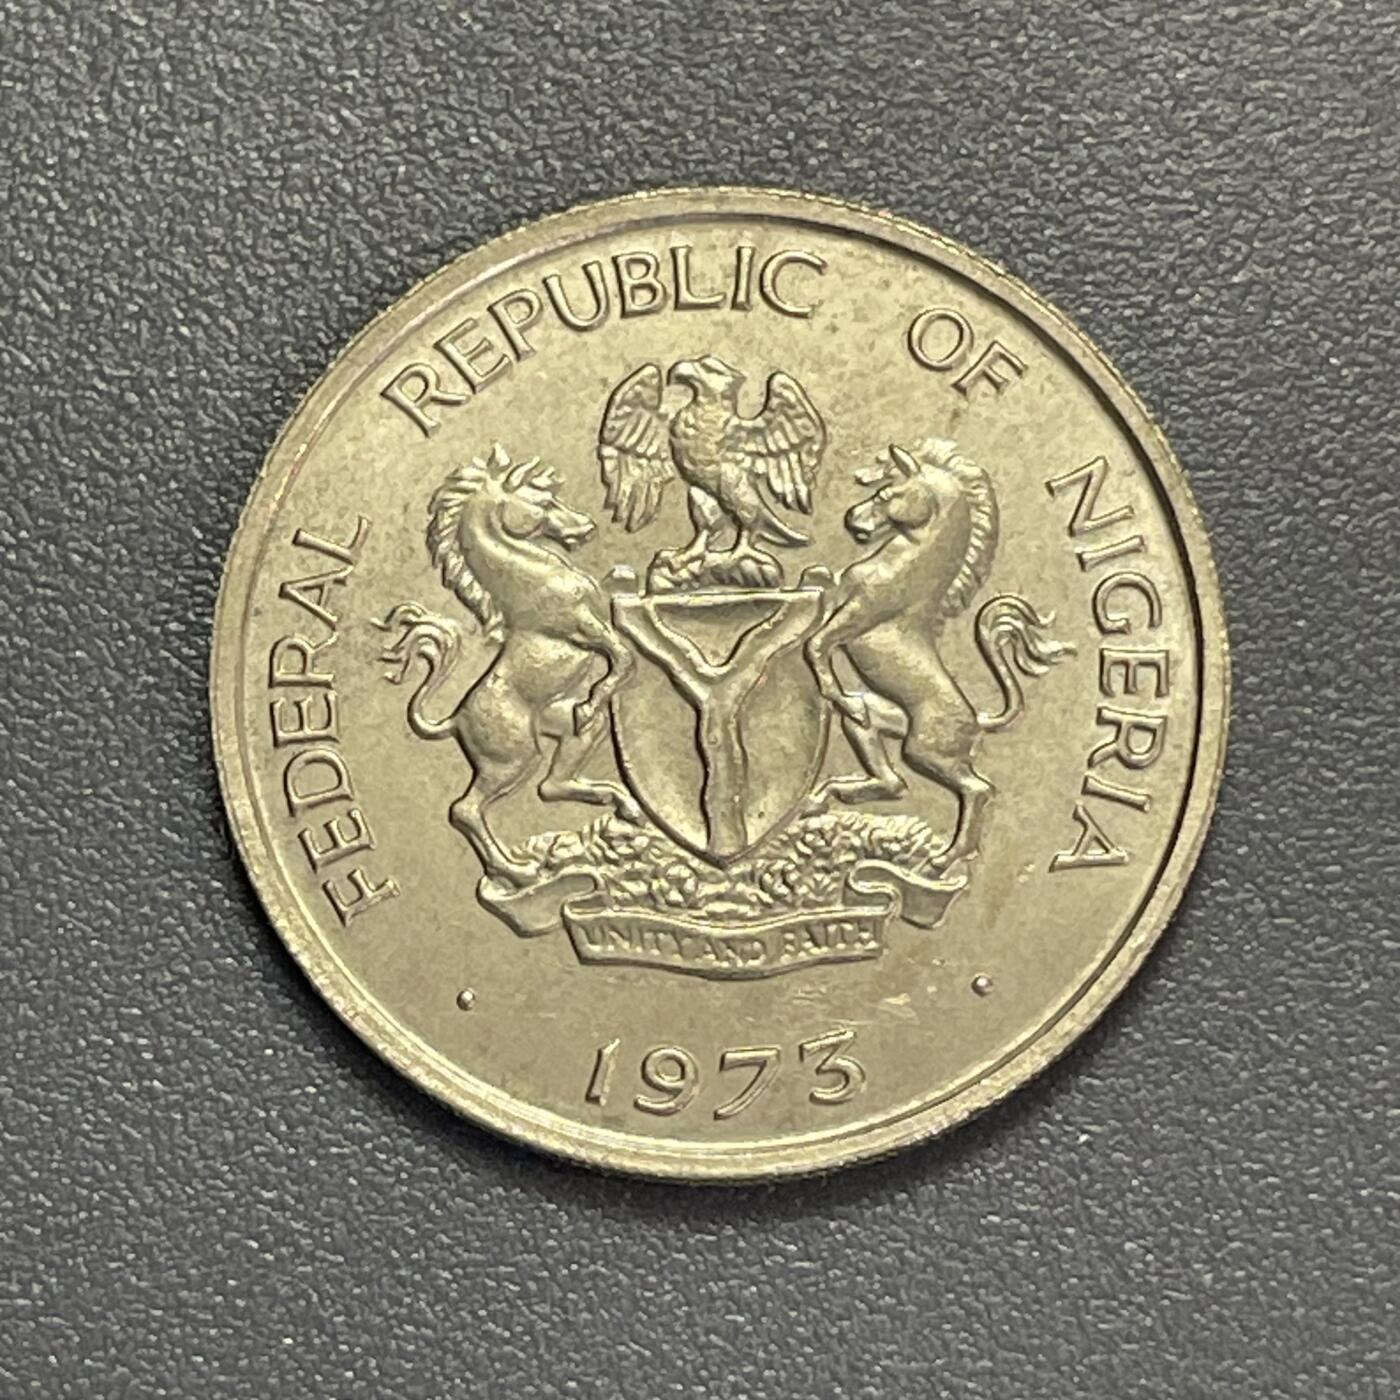 FEDERAL REPUBLIC OF NIGERIA
UNITY AND FAITH
1973